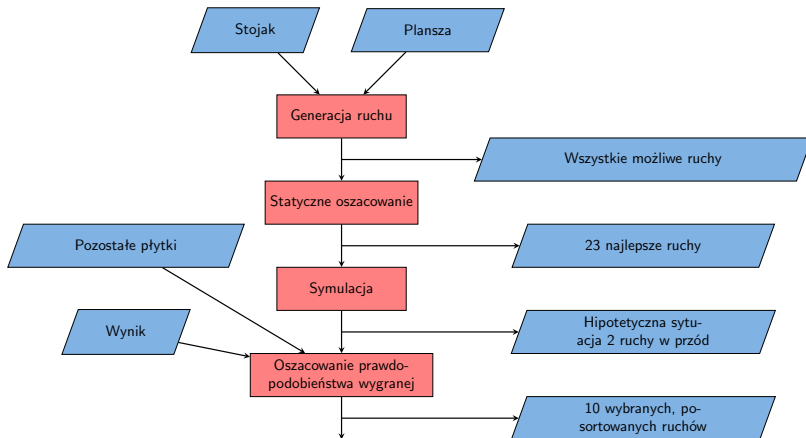 Stojak
Plansza
Generacja ruchu
Wszystkie możliwe ruchy
Statyczne oszacowanie
Pozostałe płytki
23 najlepsze ruchy
Symulacja
Wynik
Hipotetyczna sytu-
acja 2 ruchy w przód
Oszacowanie prawdo-
podobieństwa wygranej
10 wybranych, po-
sortowanych ruchów